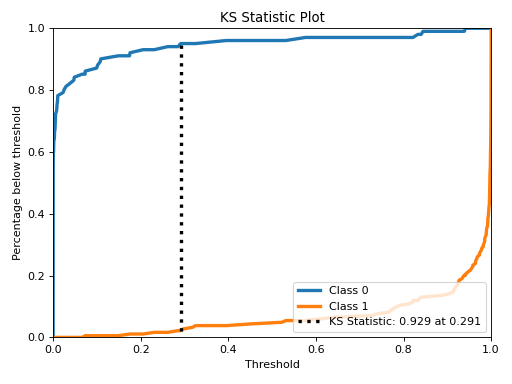 KS Statistic Plot
Percentage below threshold
1.0
0.8
0.6
0.4
0.2
0.0
Class 0
Class 1
KS Statistic: 0.929 at 0.291
0.0 0.2 0.4 0.6 0.8 1.0
Threshold